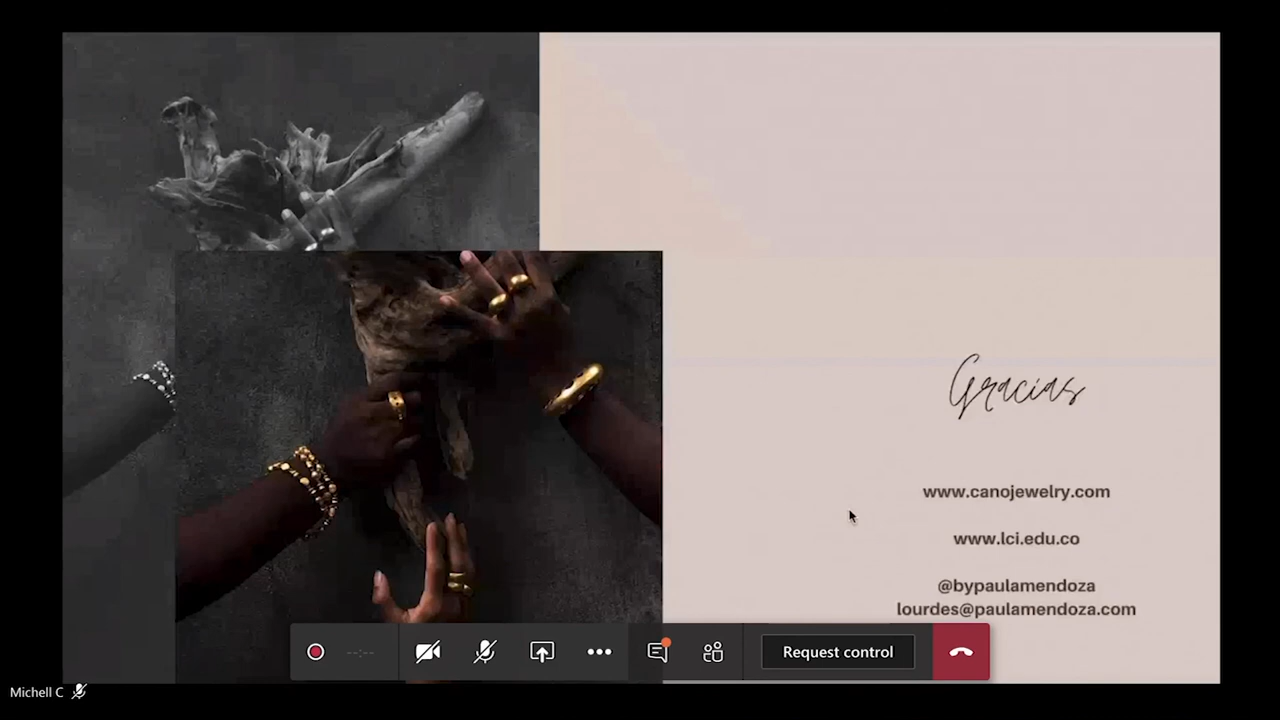 Gracias
www.canojewelry.com
www.lci.edu.co
@bypaulamendoza
lourdes@paulamendoza.com
Request control
Michell C